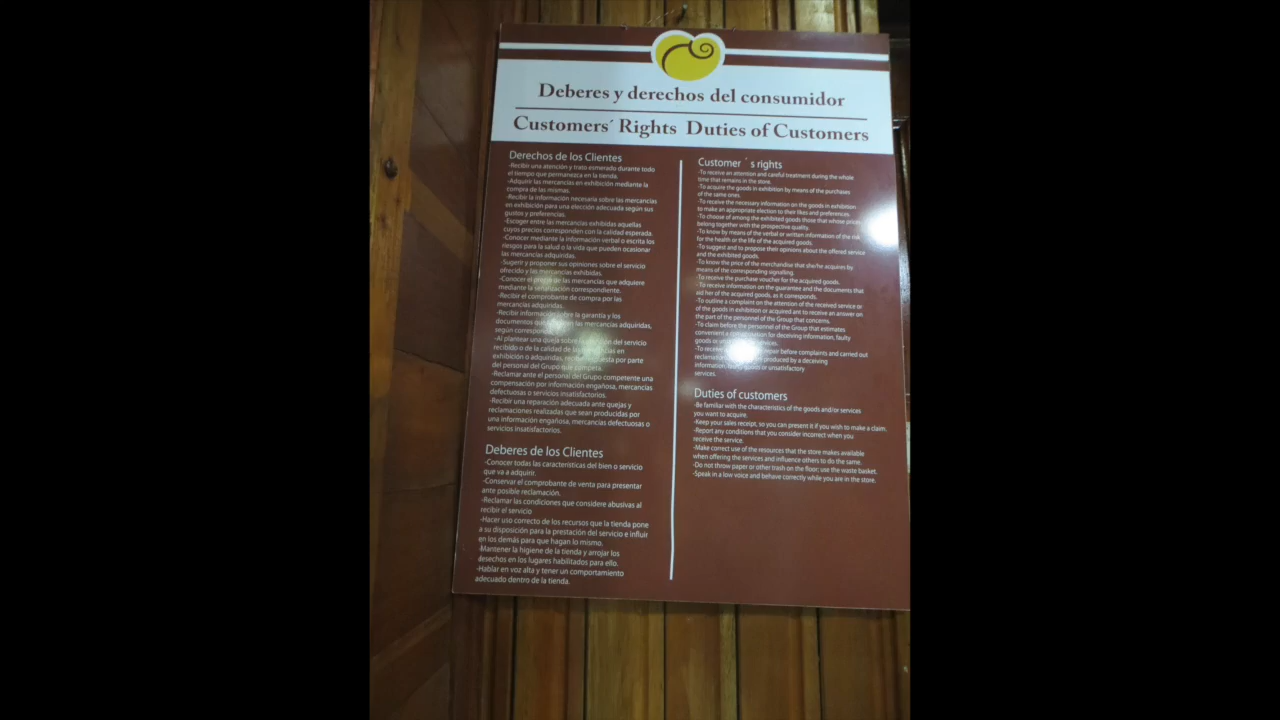 Deberes y derechos del consumidor
Customers´ Rights Duties of Customers
Derechos de los Clientes
-Recibir una atención y trato esmerado durante todo
el tiempo que permanezca en la tienda.
-Adquirir las mercancías en exhibición mediante la
compra de las mismas.
-Recibir la información necesaria sobre las mercancías
en exhibición para una elección adecuada según sus
gustos y preferencias.
-Escoger entre las mercancías exhibidas aquellas
cuyos precios corresponden con la calidad esperada.
-Conocer mediante la información verbal o escrita los
riesgos para la salud o la vida que pueden ocasionar
las mercancías adquiridas.
-Sugerir y proponer sus opiniones sobre el servicio
ofrecido y las mercancías exhibidas.
-Conocer el precio de las mercancías que adquiere
mediante la señalización correspondiente.
-Recibir el comprobante de compra por las
mercancías adquiridas.
-Recibir información sobre la garantía y los
documentos que las mercancías adquiridas,
según corresponda.
-Al plantear una queja sobre la del servicio
recibido o de la calidad de las mercancías en
exhibición o adquiridas, recibir respuesta por parte
del personal del Grupo que competa.
-Reclamar ante el personal del Grupo competente una
compensación por información engañosa, mercancías
defectuosas o servicios insatisfactorios.
-Recibir una reparación adecuada ante quejas y
reclamaciones realizadas que sean producidas por
una información engañosa, mercancías defectuosas o
servicios insatisfactorios.
Deberes de los Clientes
-Conocer todas las características del bien o servicio
que va a adquirir.
-Conservar el comprobante de venta para presentar
ante posible reclamación.
-Reclamar las condiciones que considere abusivas al
recibir el servicio
-Hacer uso correcto de los recursos que la tienda pone
a su disposición para la prestación del servicio e influir
en los demás para que hagan lo mismo.
-Mantener la higiene de la tienda y arrojar los
desechos en los lugares habilitados para ello.
-Hablar en voz alta y tener un comportamiento
adecuado dentro de la tienda.
Customer ´s rights
-To receive an attention and careful treatment during the whole
time that remains in the store.
-To acquire the goods in exhibition by means of the purchases
of the same ones.
-To receive the necessary information on the goods in exhibition
to make an appropriate election to their likes and preferences.
-To choose of among the exhibited goods those that whose prices
belong together with the prospective quality.
-To know by means of the verbal or written information of the risk
for the health or the life of the acquired goods.
-To suggest and to propose their opinions about the offered service
and the exhibited goods.
-To know the price of the merchandise that she/he acquires by
means of the corresponding signalling.
-To receive the purchase voucher for the acquired goods.
-To receive information on the guarantee and the documents that
aid her of the acquired goods, as it corresponds.
-To outline a complaint on the attention of the received service or
of the goods in exhibition or acquired ant to receive an answer on
the part of the personnel of the Group that concerns.
-To claim before the personnel of the Group that estimates
convenient a for deceiving information, faulty
goods or services.
-To receive repair before complaints and carried out
produced by a deceiving
information, goods or unsatisfactory
services.
Duties of customers
-Be familiar with the characteristics of the goods and/or services
you want to acquire.
-Keep your sales receipt, so you can present it if you wish to make a claim.
-Report any conditions that you consider incorrect when you
receive the service.
-Make correct use of the resources that the store makes available
when offering the services and influence others to do the same.
-Do not throw paper or other trash on the floor; use the waste basket.
-Speak in a low voice and behave correctly while you are in the store.